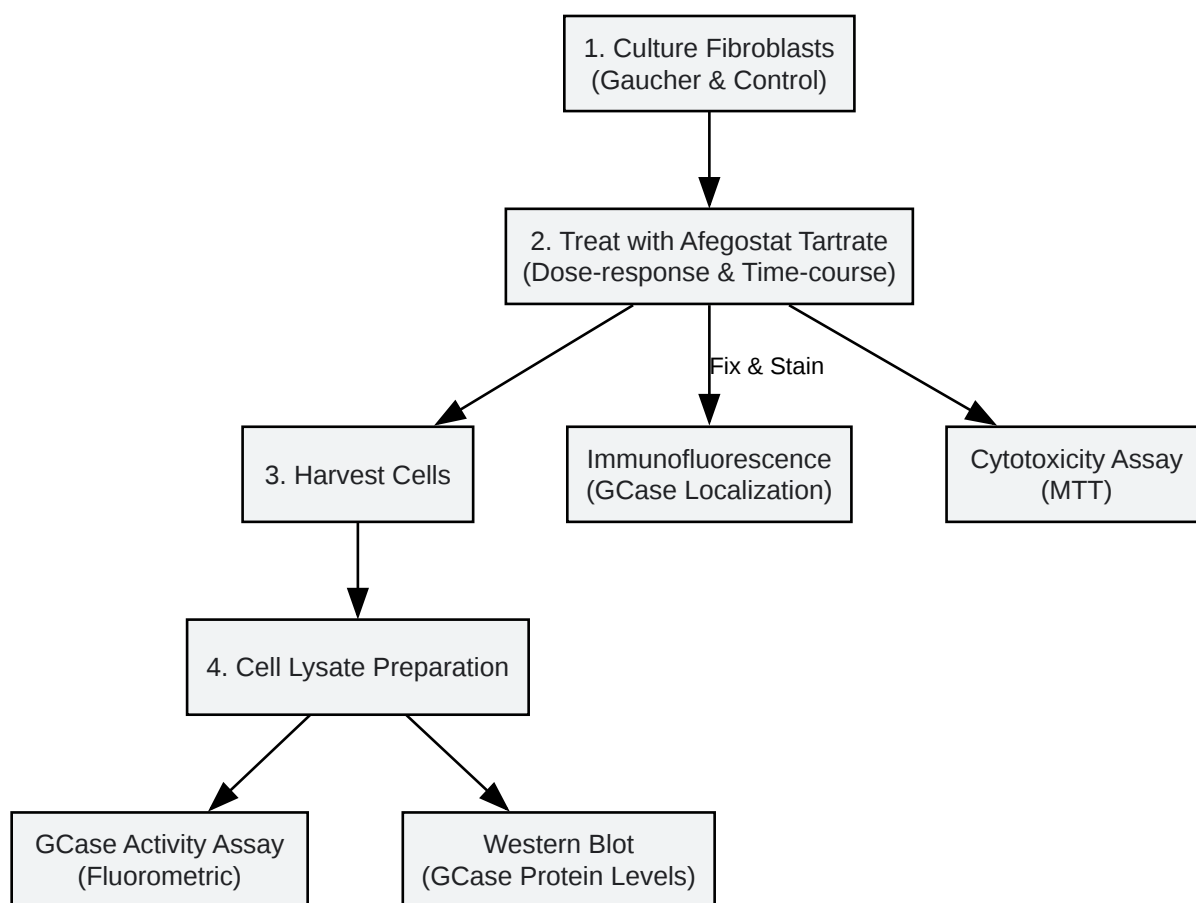 1. Culture Fibroblasts
(Gaucher & Control)
2. Treat with Afegostat Tartrate
(Dose-response & Time-course)
Fix & Stain
3. Harvest Cells
Immunofluorescence
(GCase Localization)
Cytotoxicity Assay
(MTT)
4. Cell Lysate Preparation
GCase Activity Assay
(Fluorometric)
Western Blot
(GCase Protein Levels)